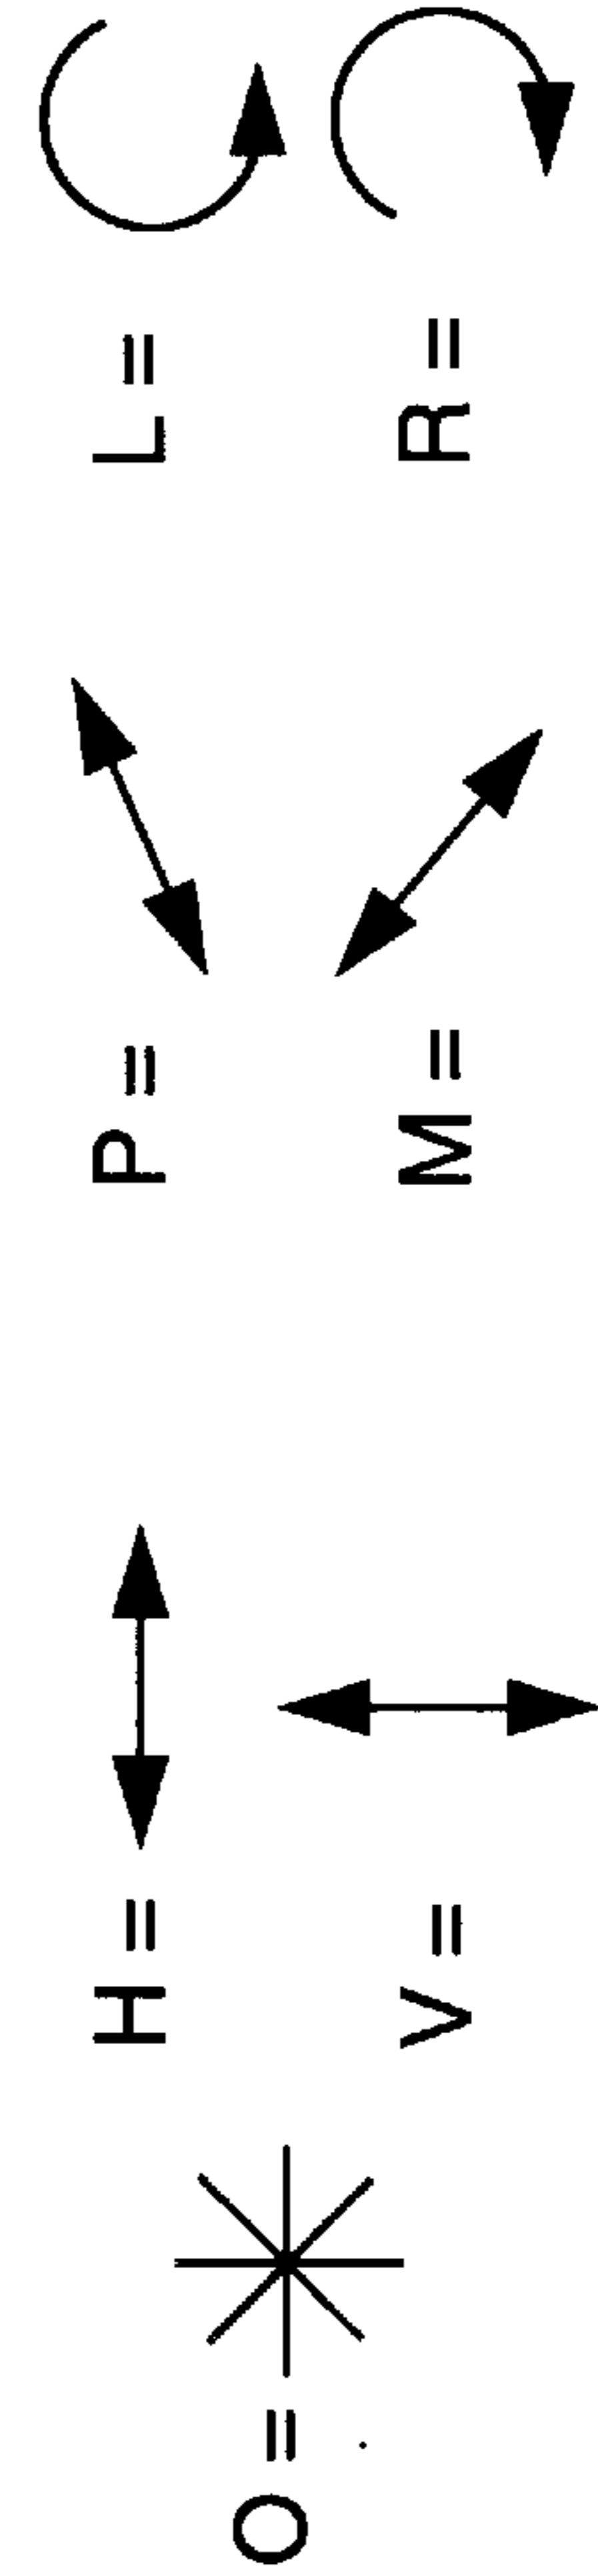 O =
H =
V =
P =
M =
L =
R =